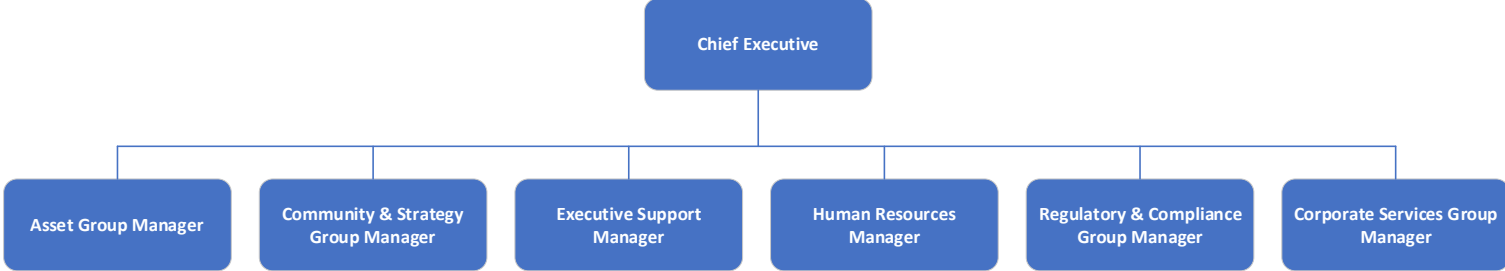 Chief Executive
Asset Group Manager
Community & Strategy
Group Manager
Executive Support
Manager
Human Resources
Manager
Regulatory & Compliance
Group Manager
Corporate Services Group
Manager